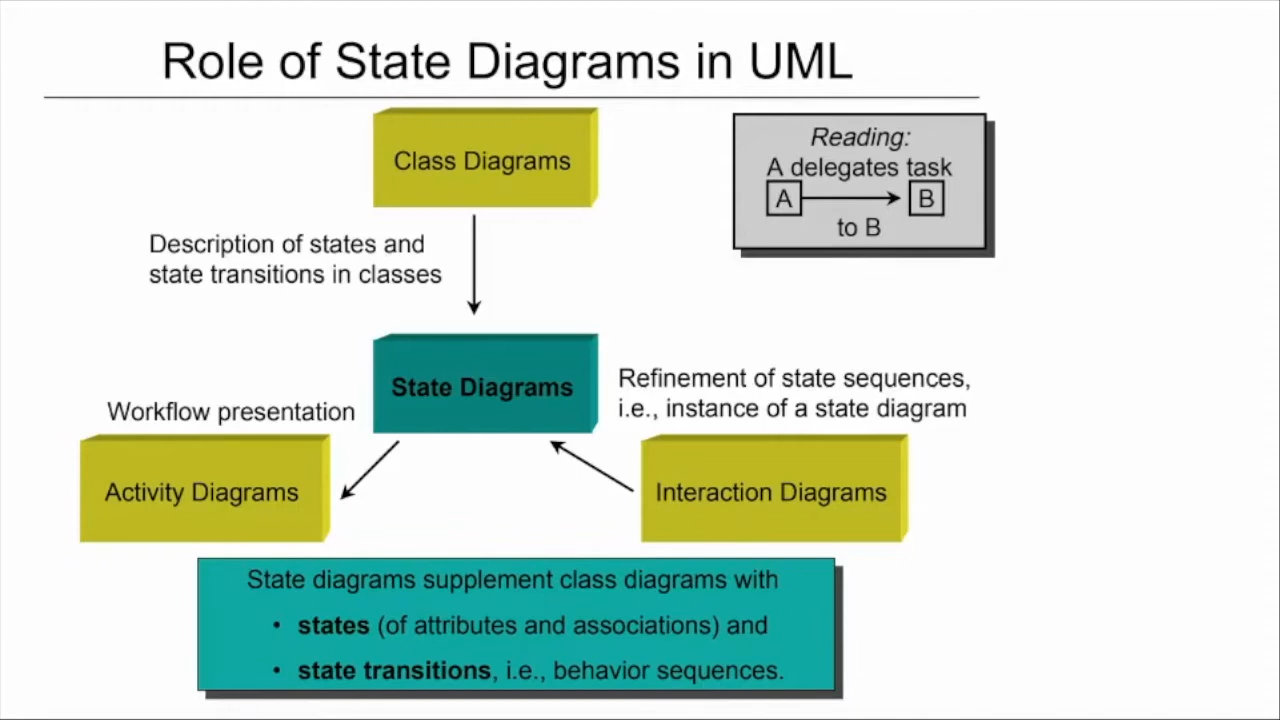 Role of State Diagrams in UML
Class Diagrams
Reading:
A delegates task
A
B
to B
Description of states and
state transitions in classes
State Diagrams
Refinement of state sequences,
i.e., instance of a state diagram
Workflow presentation
Activity Diagrams
Interaction Diagrams
State diagrams supplement class diagrams with
• states (of attributes and associations) and
• state transitions, i.e., behavior sequences.